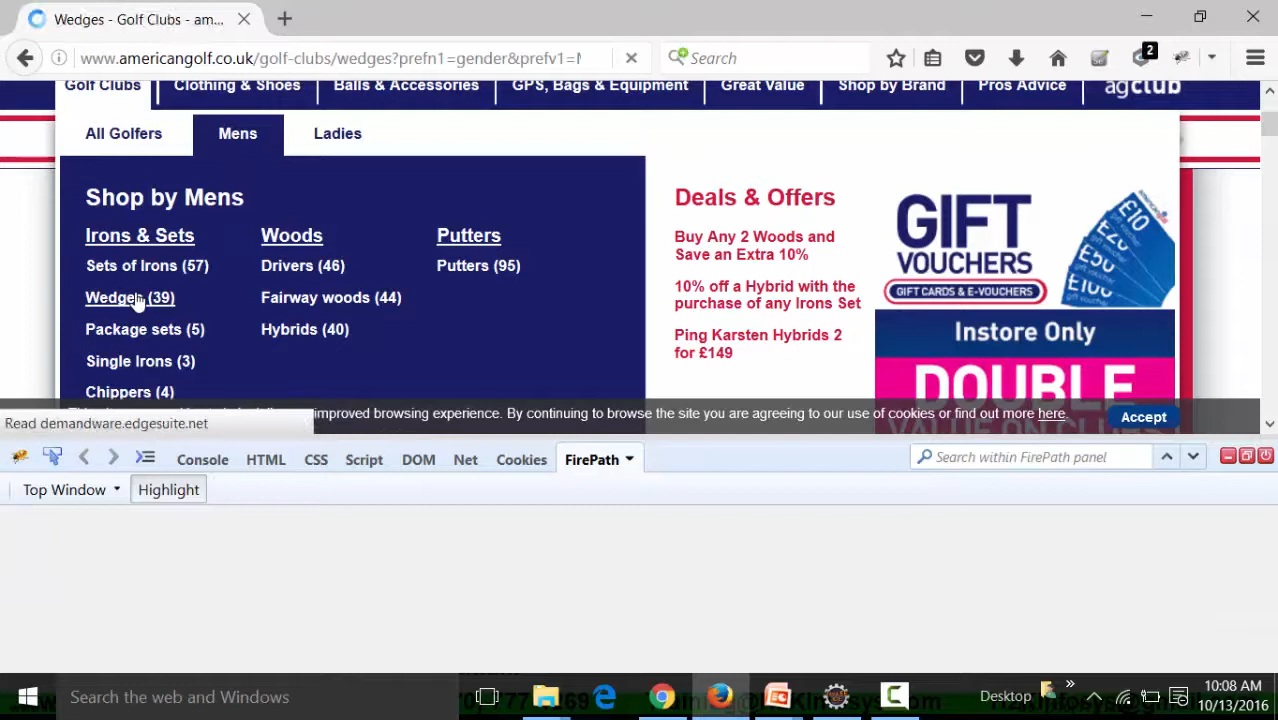 Wedges - Golf Clubs - am...
www.americangolf.co.uk/golf-clubs/wedges?prefn1=gender&prefv1=
Search
2
Golf Clubs
Clothing & Shoes
Balls & Accessories
GPS, Bags & Equipment
Great Value
Shop by Brand
Pros Advice
agclub
All Golfers
Mens
Ladies
Shop by Mens
Irons & Sets
Sets of Irons (57)
Wedges (39)
Package sets (5)
Single Irons (3)
Chippers (4)
Woods
Drivers (46)
Fairway woods (44)
Hybrids (40)
Putters
Putters (95)
Deals & Offers
Buy Any 2 Woods and
Save an Extra 10%
10% off a Hybrid with the
purchase of any Irons Set
Ping Karsten Hybrids 2
for £149
GIFT
VOUCHERS
GIFT CARDS & E-VOUCHERS
£10
£20
£50
£100
Instore Only
DOUBLE
improved browsing experience. By continuing to browse the site you are agreeing to our use of cookies or find out more here.
Accept
Read demandware.edgesuite.net
Console
HTML
CSS
Script
DOM
Net
Cookies
FirePath
Search within FirePath panel
Top Window
Highlight
Search the web and Windows
Desktop
10:08 AM
10/13/2016